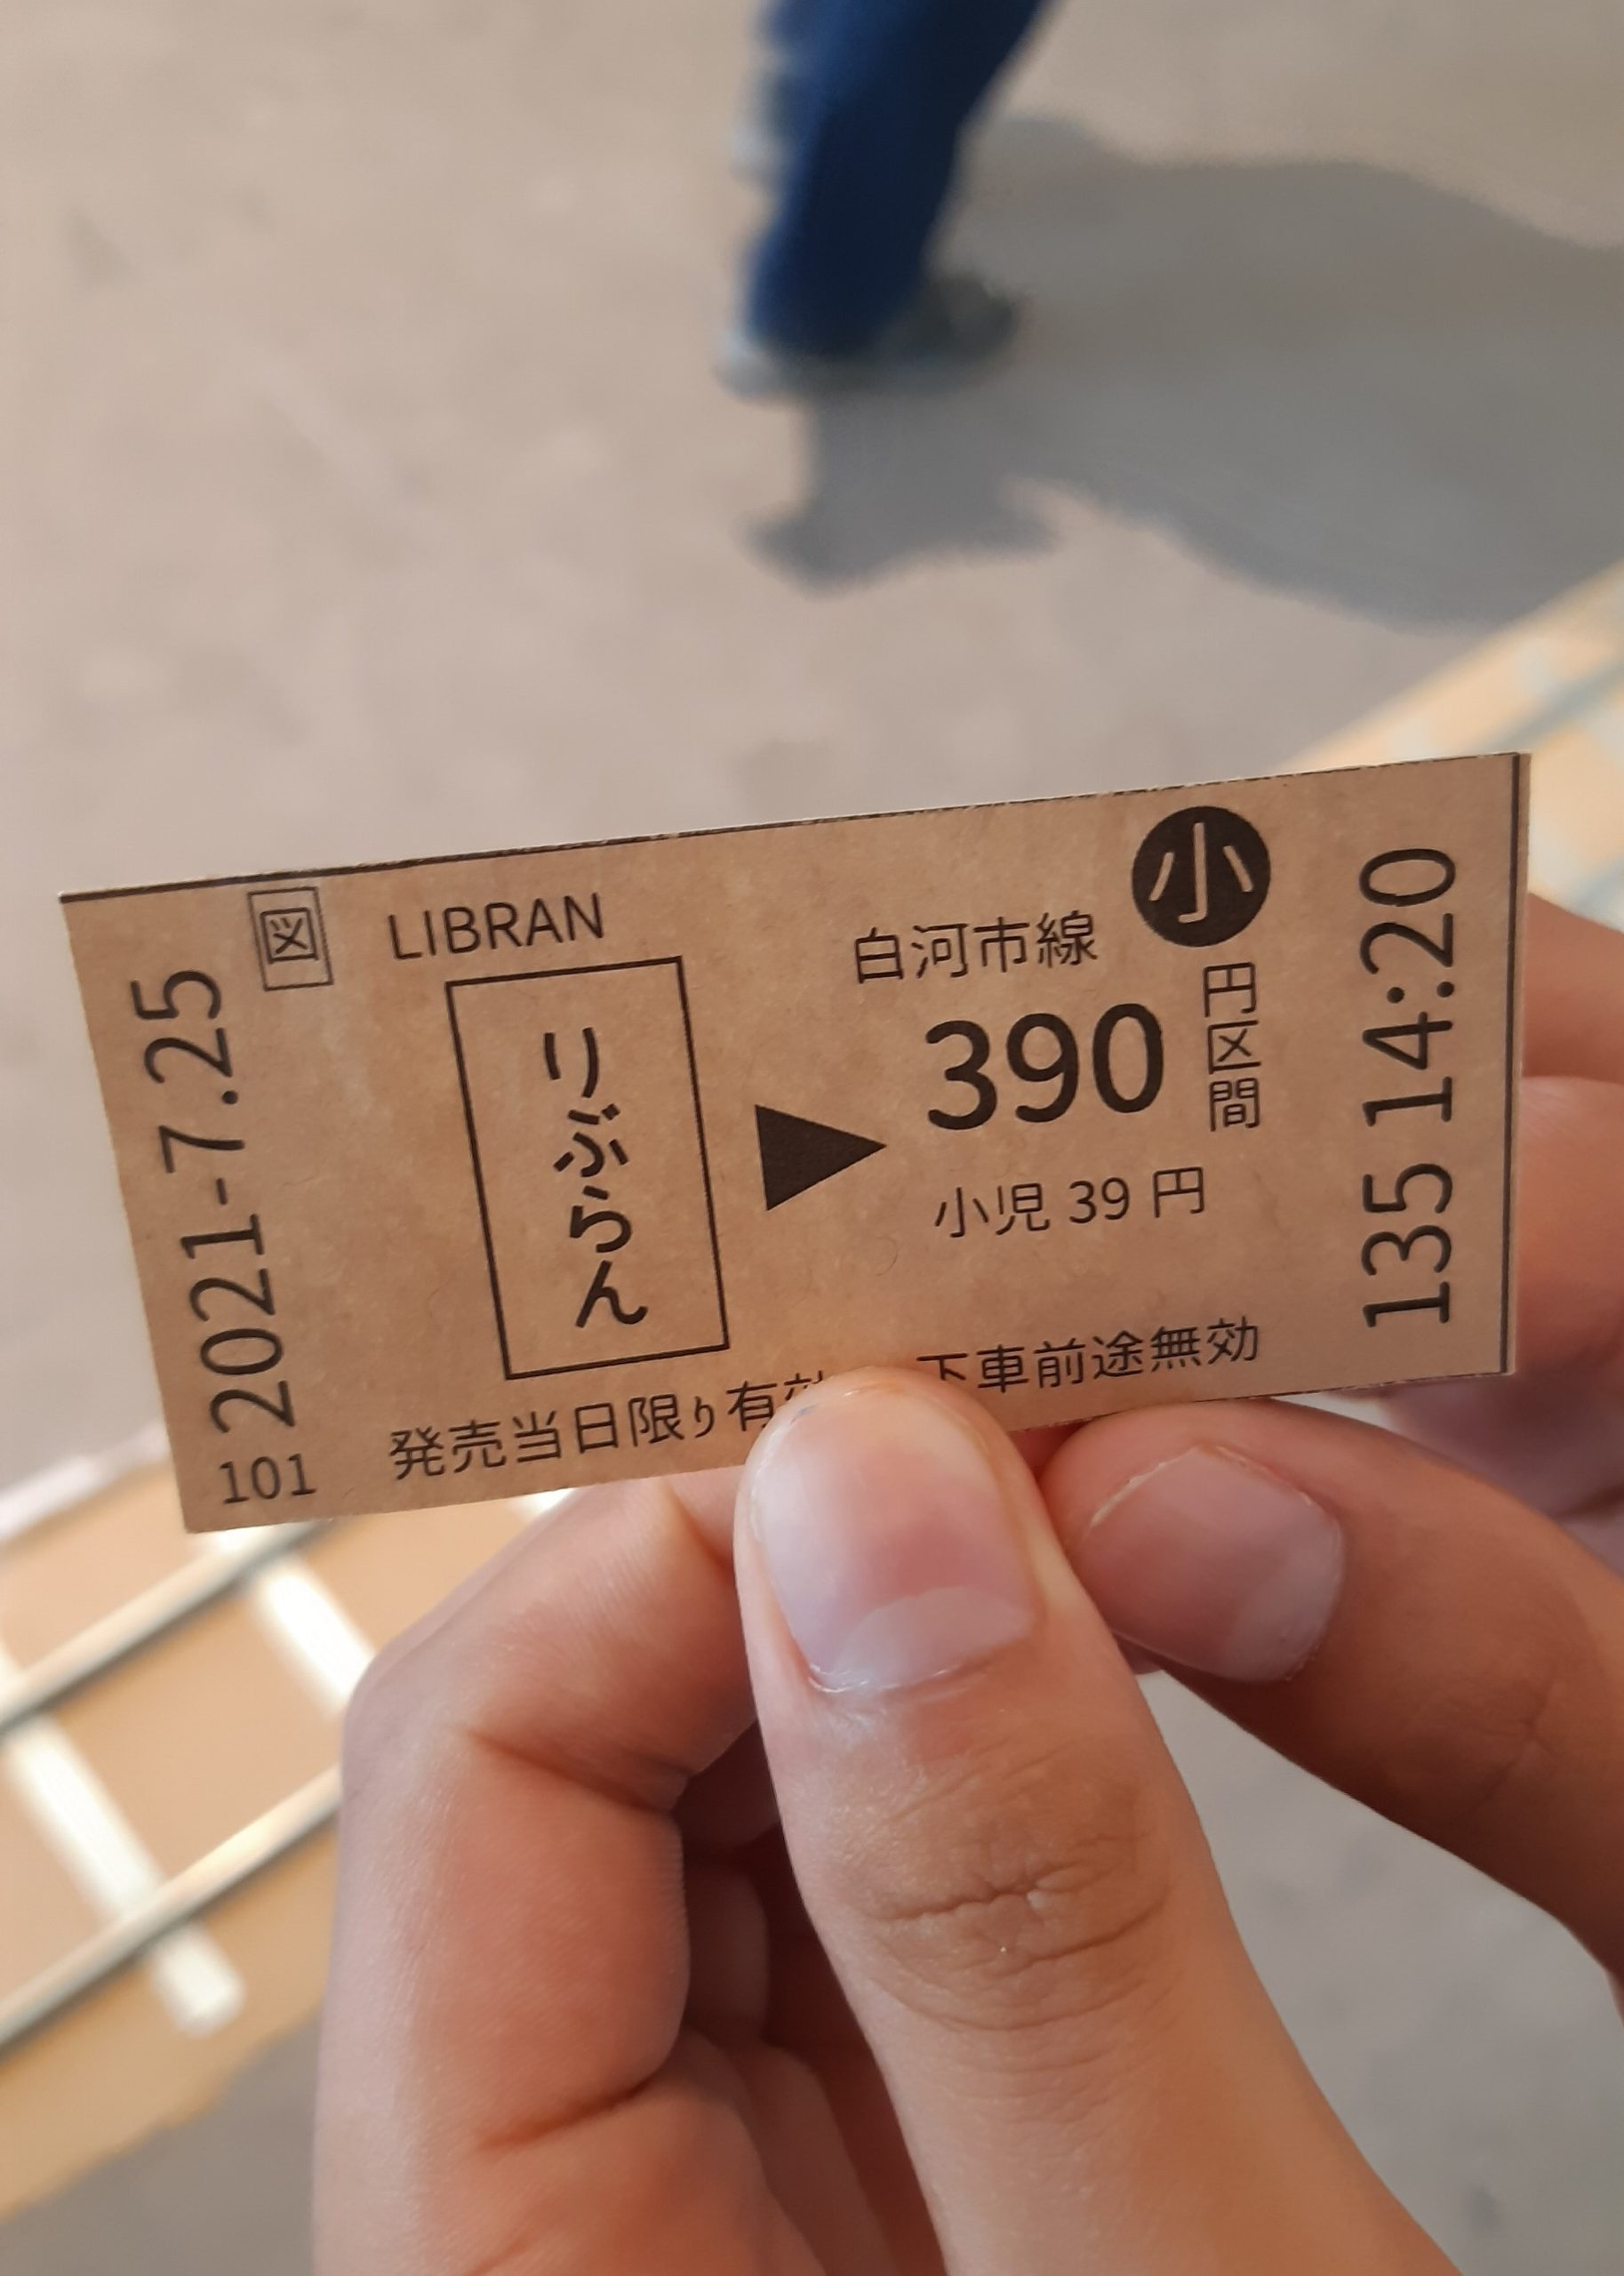 図
LIBRAN
りぶらん
2021-7.25
101
白河市線
小
390
円区間
小児 39 円
発売当日限り有効
下車前途無効
135 14:20